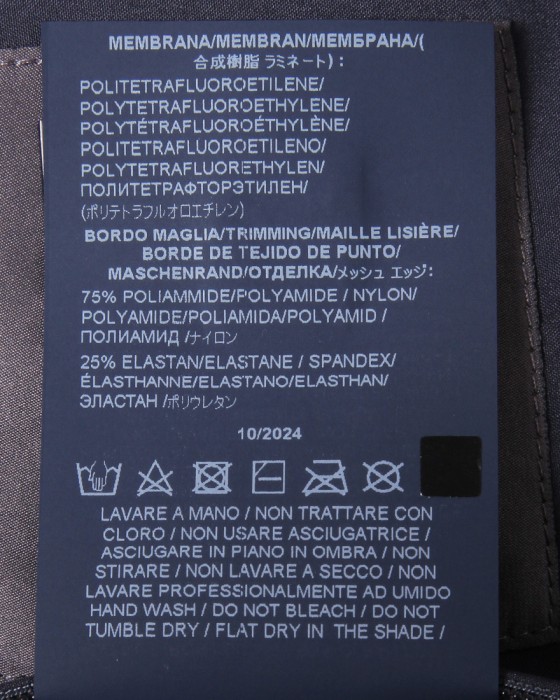 MEMBRANA/MEMBRAN/МЕМБРАНА/(
合成樹脂 ラミネート) :
POLITETRAFLUOROETILENE/
POLYTETRAFLUOROETHYLENE/
POLYTÉTRAFLUOROÉTHYLÈNE/
POLITETRAFLUOROETILENO/
POLYTETRAFLUORETHYLEN/
ПОЛИТЕТРАФТОРЭТИЛЕН/
(ポリテトラフルオロエチレン)
BORDO MAGLIA/TRIMMING/MAILLE LISIÈRE/
BORDE DE TEJIDO DE PUNTO/
MASCHENRAND/ОТДЕЛКА/メッシュ エッジ:
75% POLIAMMIDE/POLYAMIDE / NYLON/
POLYAMIDE/POLIAMIDA/POLYAMID /
ПОЛИАМИД /ナイロン
25% ELASTAN/ELASTANE / SPANDEX/
ÉLASTHANNE/ELASTANO/ELASTHAN/
ЭЛАСТАН /ポリウレタン
10/2024
LAVARE A MANO / NON TRATTARE CON
CLORO / NON USARE ASCIUGATRICE /
ASCIUGARE IN PIANO IN OMBRA / NON
STIRARE / NON LAVARE A SECCO / NON
LAVARE PROFESSIONALMENTE AD UMIDO
HAND WASH / DO NOT BLEACH / DO NOT
TUMBLE DRY / FLAT DRY IN THE SHADE /